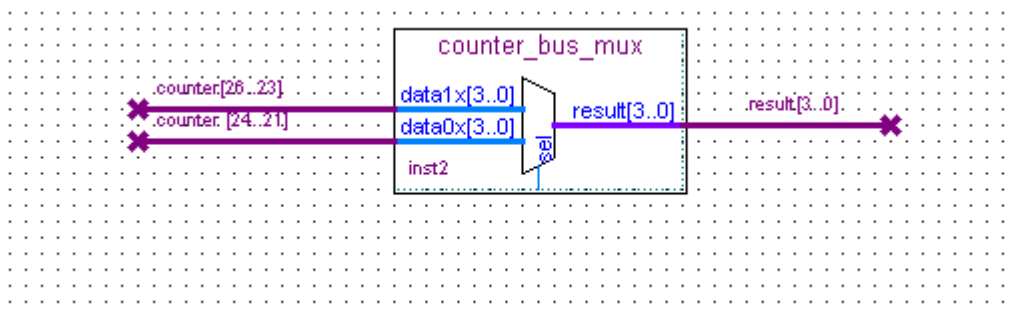 counter_bus_mux
counter[26..23]
data1x[3..0]
result[3..0]
result[3..0]
counter [24..21]
data0x[3..0]
sel
inst2